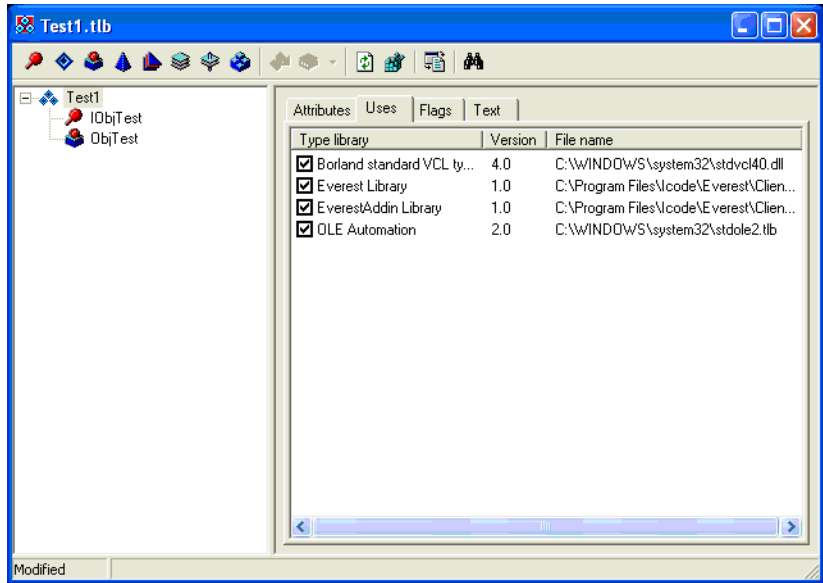 Test1.tlb
Test1
IObjTest
ObjTest
Attributes Uses Flags Text
Type library Version File name
Borland standard VCL ty... 4.0 C:\WINDOWS\system32\stdvcl40.dll
Everest Library 1.0 C:\Program Files\Icode\Everest\Clien...
EverestAddin Library 1.0 C:\Program Files\Icode\Everest\Clien...
OLE Automation 2.0 C:\WINDOWS\system32\stdole2.tlb
Modified